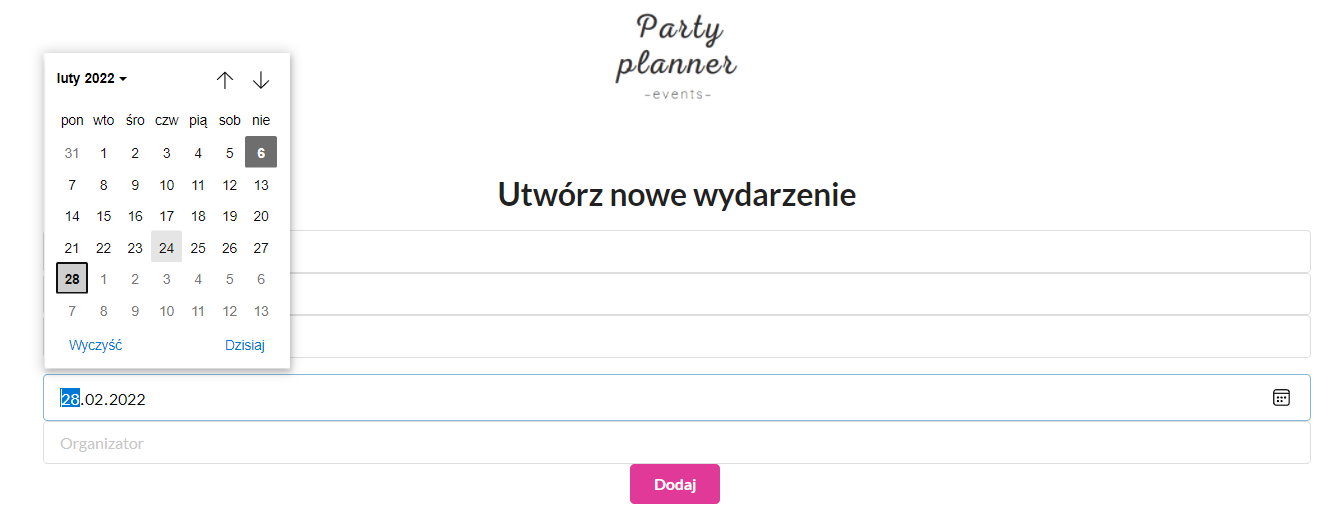 Party
planner
-events-
luty 2022
pon wto śro czw pią sob nie
31 1 2 3 4 5 6
7 8 9 10 11 12 13
14 15 16 17 18 19 20
21 22 23 24 25 26 27
28 1 2 3 4 5 6
7 8 9 10 11 12 13
Wyczyść Dzisiaj
Utwórz nowe wydarzenie
28.02.2022
Organizator
Dodaj